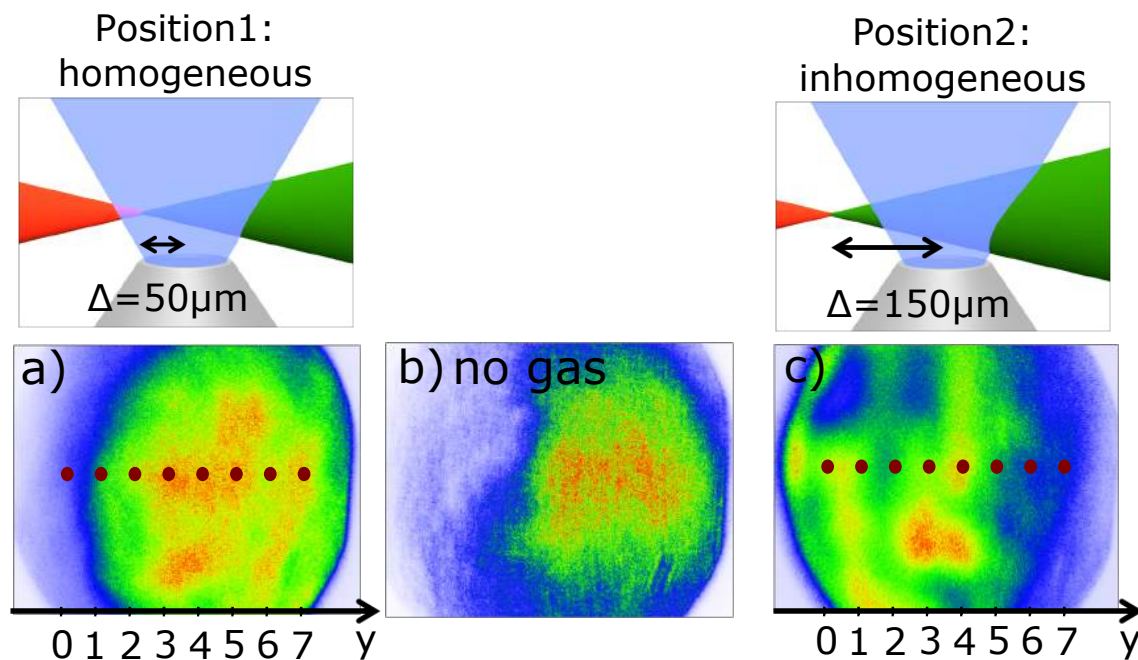 Position1:
homogeneous
Position2:
inhomogeneous
Δ=50μm
Δ=150μm
a)
b) no gas
c)
0 1 2 3 4 5 6 7 y
0 1 2 3 4 5 6 7 y